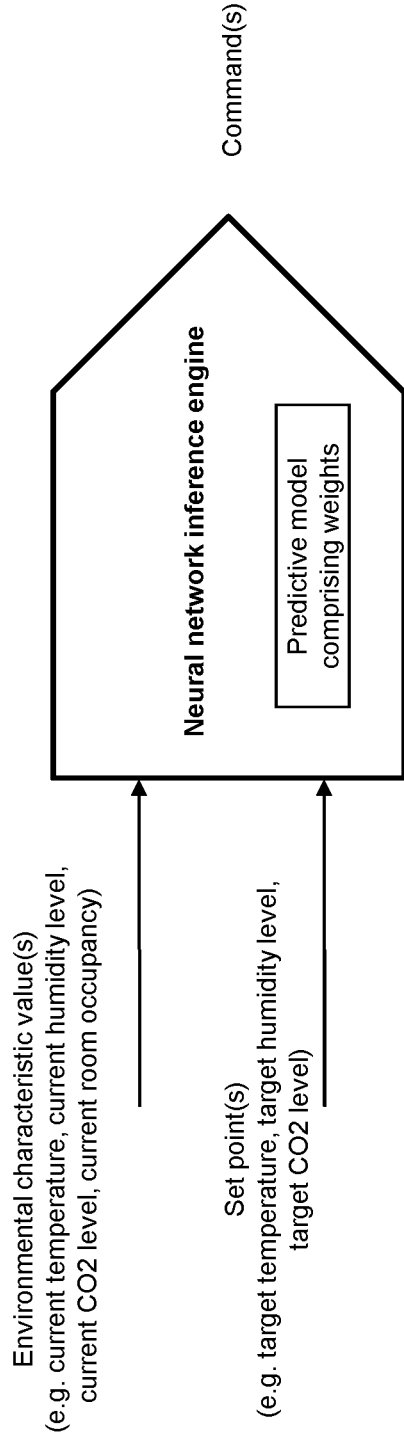 Environmental characteristic value(s)
(e.g. current temperature, current humidity level,
current CO2 level, current room occupancy)
Set point(s)
(e.g. target temperature, target humidity level,
target CO2 level)
Neural network inference engine
Predictive model
comprising weights
Command(s)